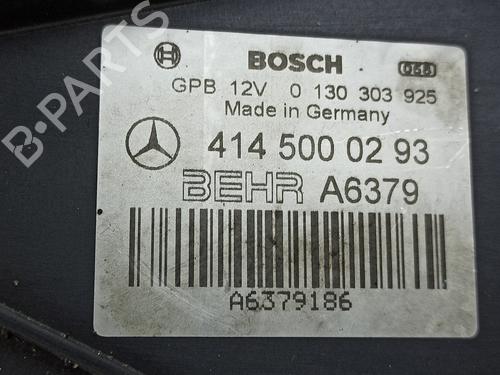 B-PARTS
BOSCH
GPB 12V 0 130 303 925
Made in Germany
414 500 02 93
BEHR A6379
A6379186